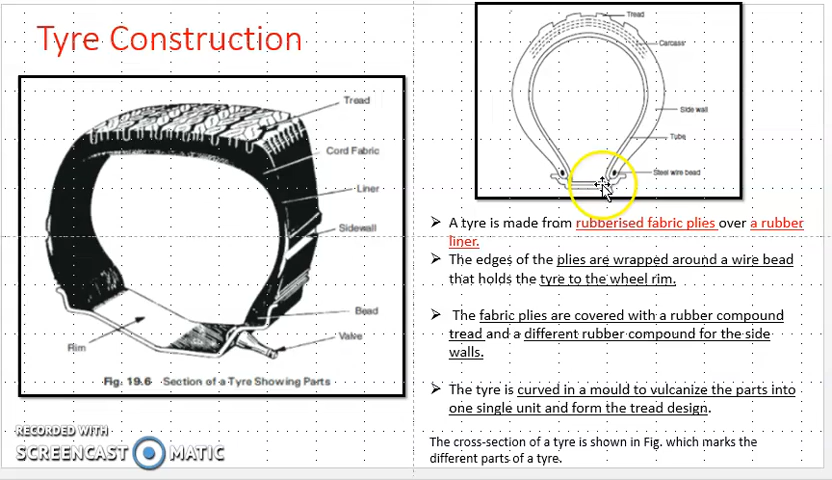 Tyre Construction
Tread
Cord Fabric
Liner
Sidewall
Bead
Valve
Rim
Fig. 19.6 Section of a Tyre Showing Parts
RECORDED WITH
SCREENCAST MATIC
Tread
Carcass
Side wall
Tube
Steel wire bead
A tyre is made from rubberised fabric plies over a rubber
liner.
The edges of the plies are wrapped around a wire bead
that holds the tyre to the wheel rim.
The fabric plies are covered with a rubber compound
tread and a different rubber compound for the side
walls.
The tyre is curved in a mould to vulcanize the parts into
one single unit and form the tread design.
The cross-section of a tyre is shown in Fig. which marks the
different parts of a tyre.